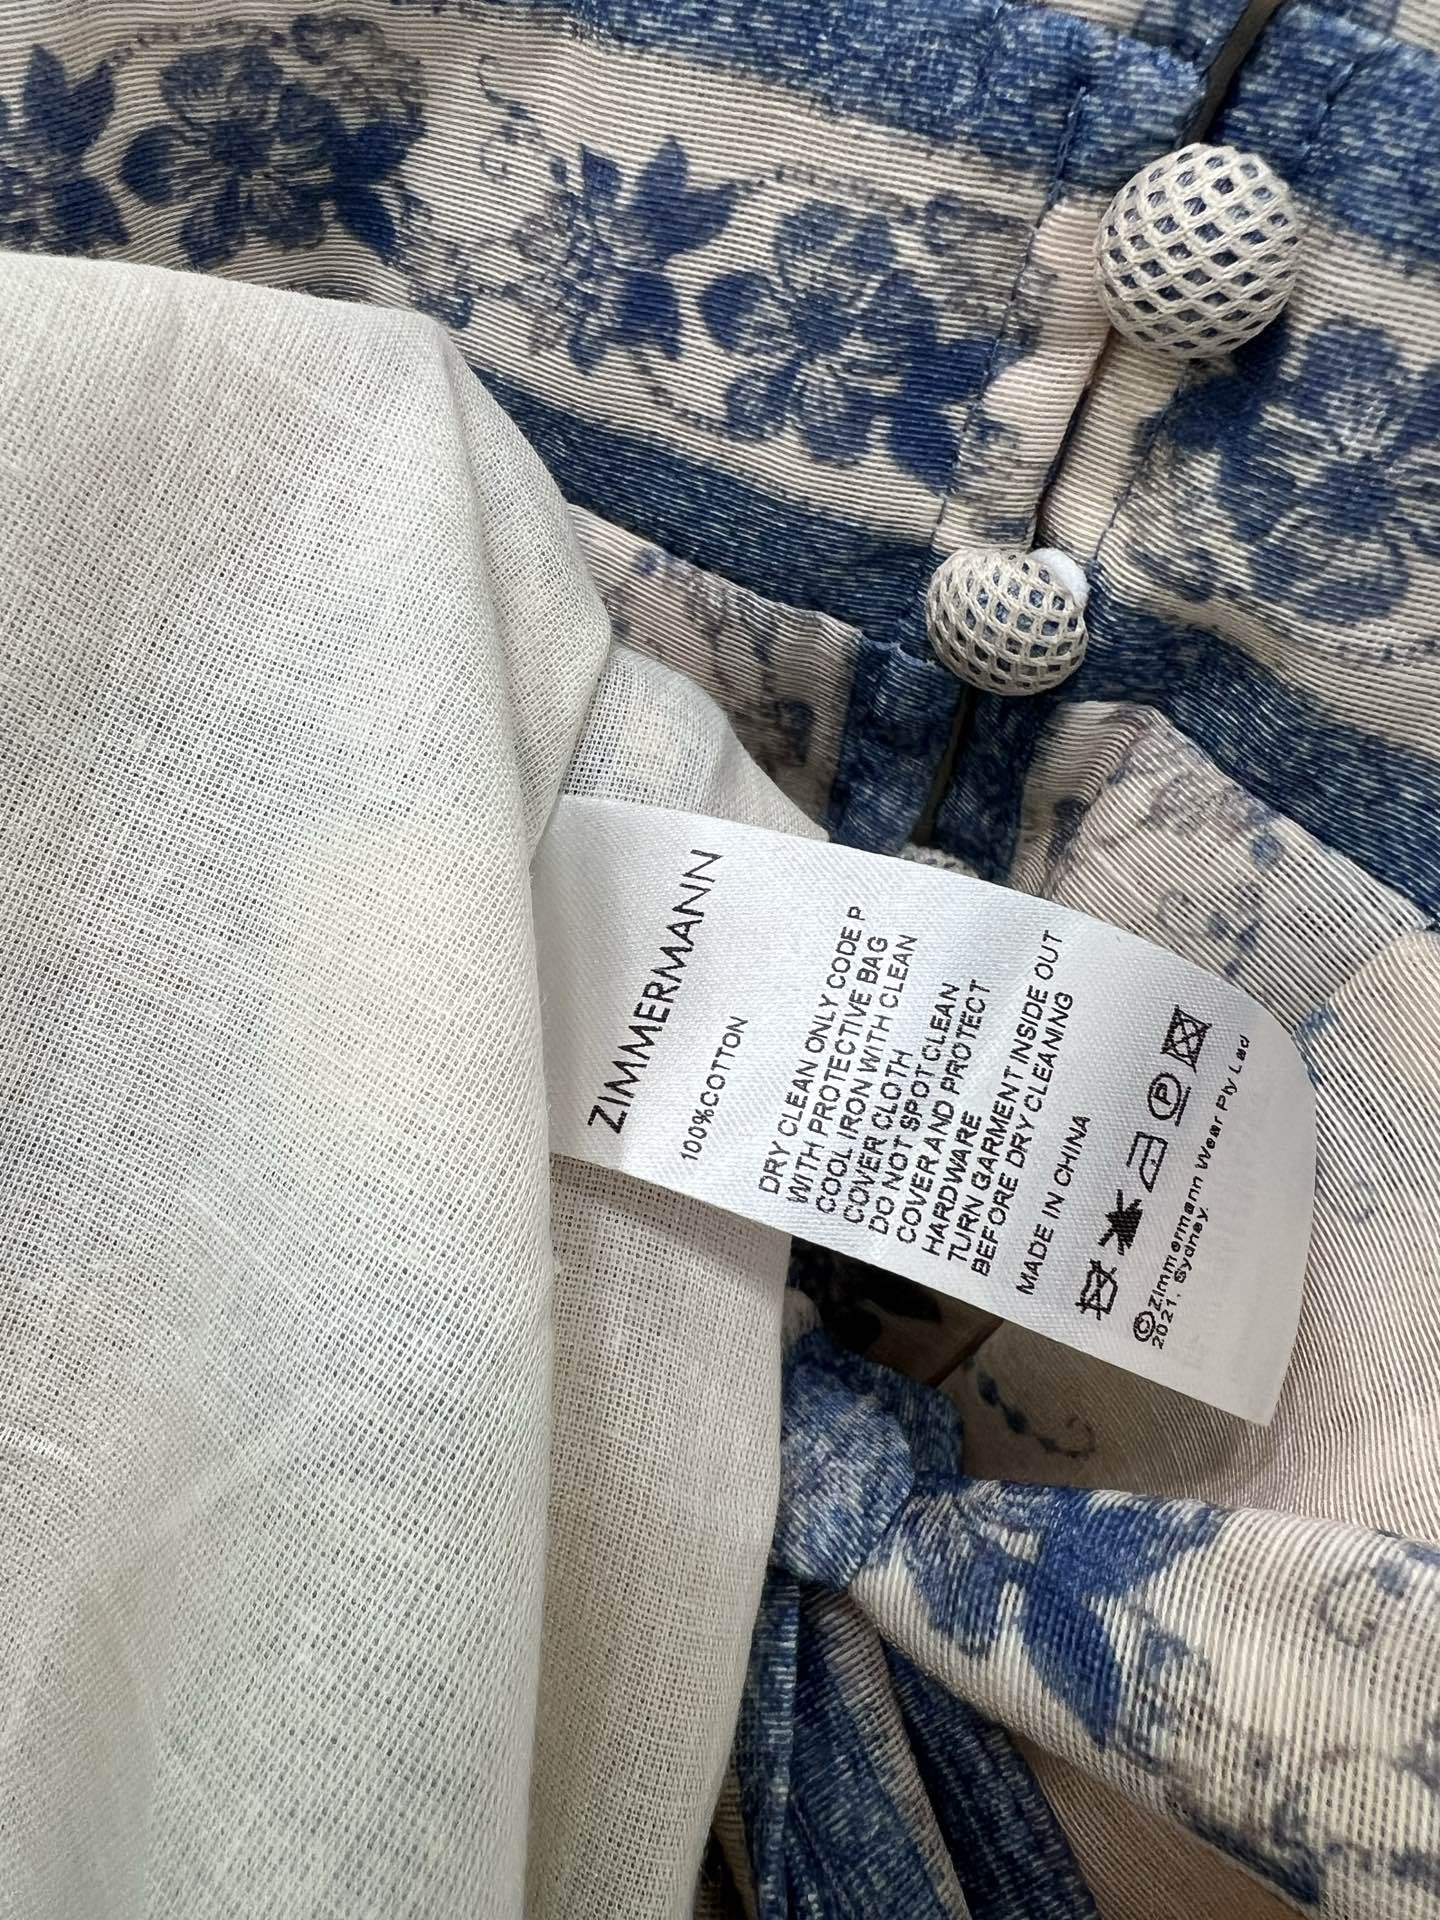 ZIMMERMANN
100%COTTON
DRY CLEAN ONLY CODE P
WITH PROTECTIVE BAG
COOL IRON WITH CLEAN
COVER CLOTH
DO NOT SPOT CLEAN
COVER AND PROTECT
HARDWARE
TURN GARMENT INSIDE OUT
BEFORE DRY CLEANING
MADE IN CHINA
P
©Zimmermann Wear Pty Lad
2021. Sydney.